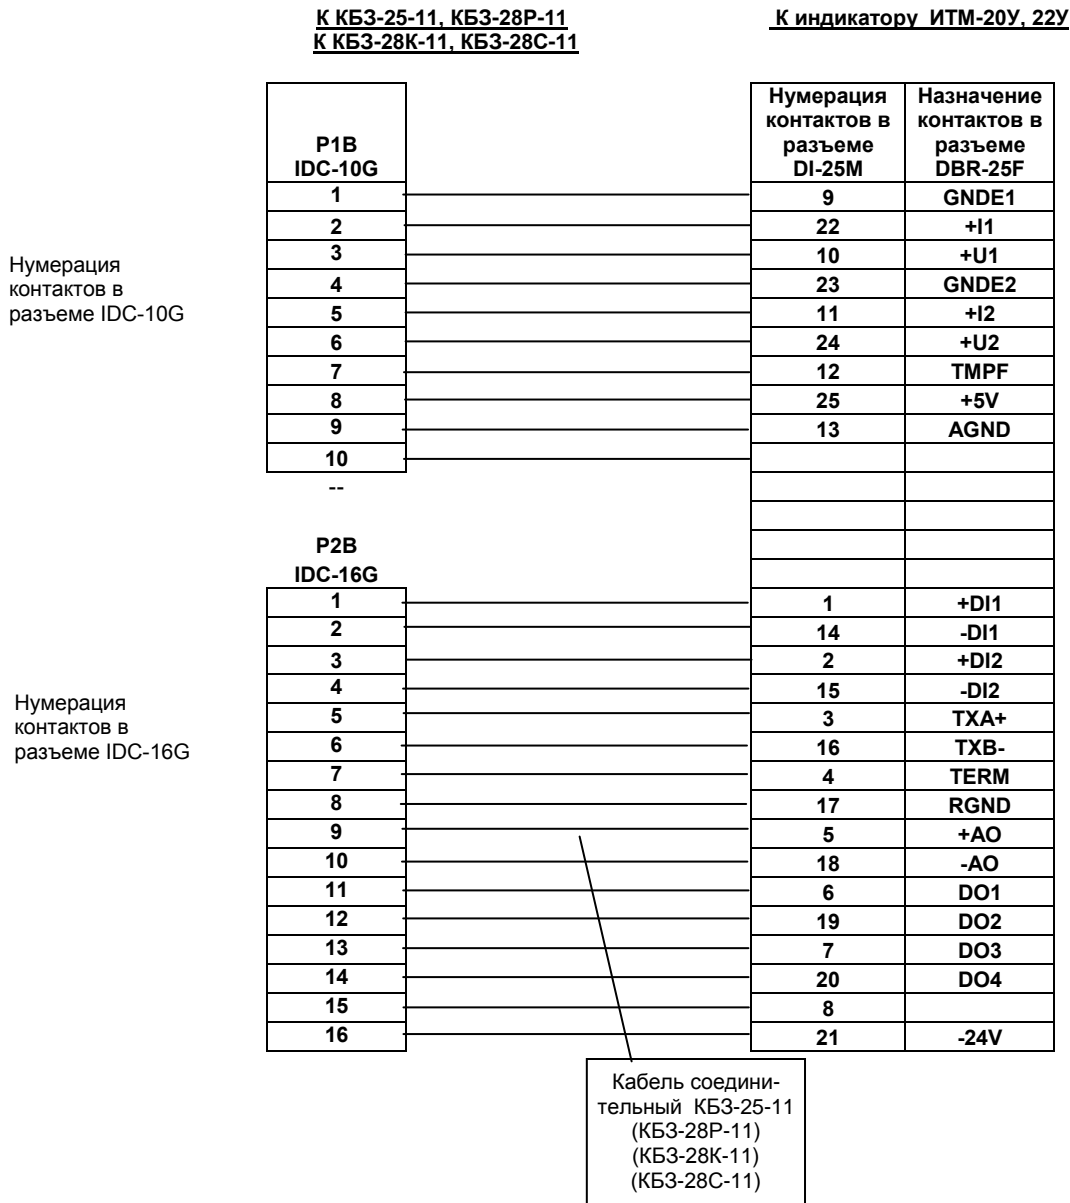 К КБЗ-25-11, КБЗ-28Р-11
К КБЗ-28К-11, КБЗ-28С-11
К индикатору ИТМ-20У, 22У
P1B
IDC-10G
Нумерация
контактов в
разъеме
DI-25M
Назначение
контактов в
разъеме
DBR-25F
Нумерация
контактов в
разъеме IDC-10G
1 9 GNDE1
2 22 +I1
3 10 +U1
4 23 GNDE2
5 11 +I2
6 24 +U2
7 12 TMPF
8 25 +5V
9 13 AGND
10
--
P2B
IDC-16G
Нумерация
контактов в
разъеме IDC-16G
1 1 +DI1
2 14 -DI1
3 2 +DI2
4 15 -DI2
5 3 TXA+
6 16 TXB-
7 4 TERM
8 17 RGND
9 5 +AO
10 18 -AO
11 6 DO1
12 19 DO2
13 7 DO3
14 20 DO4
15 8
16 21 -24V
Кабель соедини-
тельный КБЗ-25-11
(КБЗ-28Р-11)
(КБЗ-28К-11)
(КБЗ-28С-11)